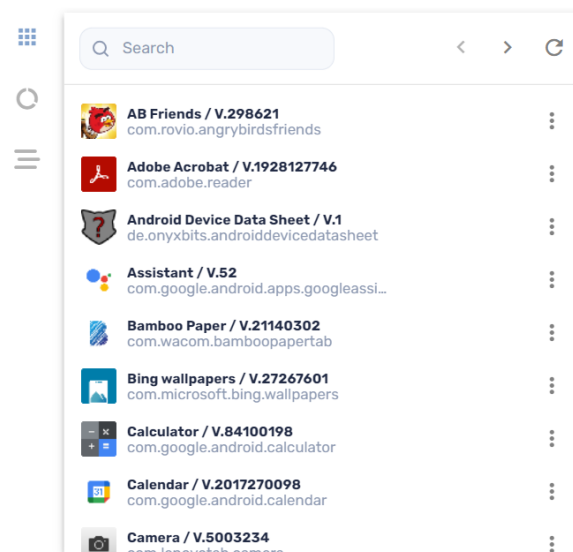 Search
AB Friends / V.298621
com.rovio.angrybirdsfriends
Adobe Acrobat / V.1928127746
com.adobe.reader
Android Device Data Sheet / V.1
de.onyxbits.androiddevicedatasheet
Assistant / V.52
com.google.android.apps.googleassi...
Bamboo Paper / V.21140302
com.wacom.bamboopapertab
Bing wallpapers / V.27267601
com.microsoft.bing.wallpapers
Calculator / V.84100198
com.google.android.calculator
31
Calendar / V.2017270098
com.google.android.calendar
Camera / V.5003234